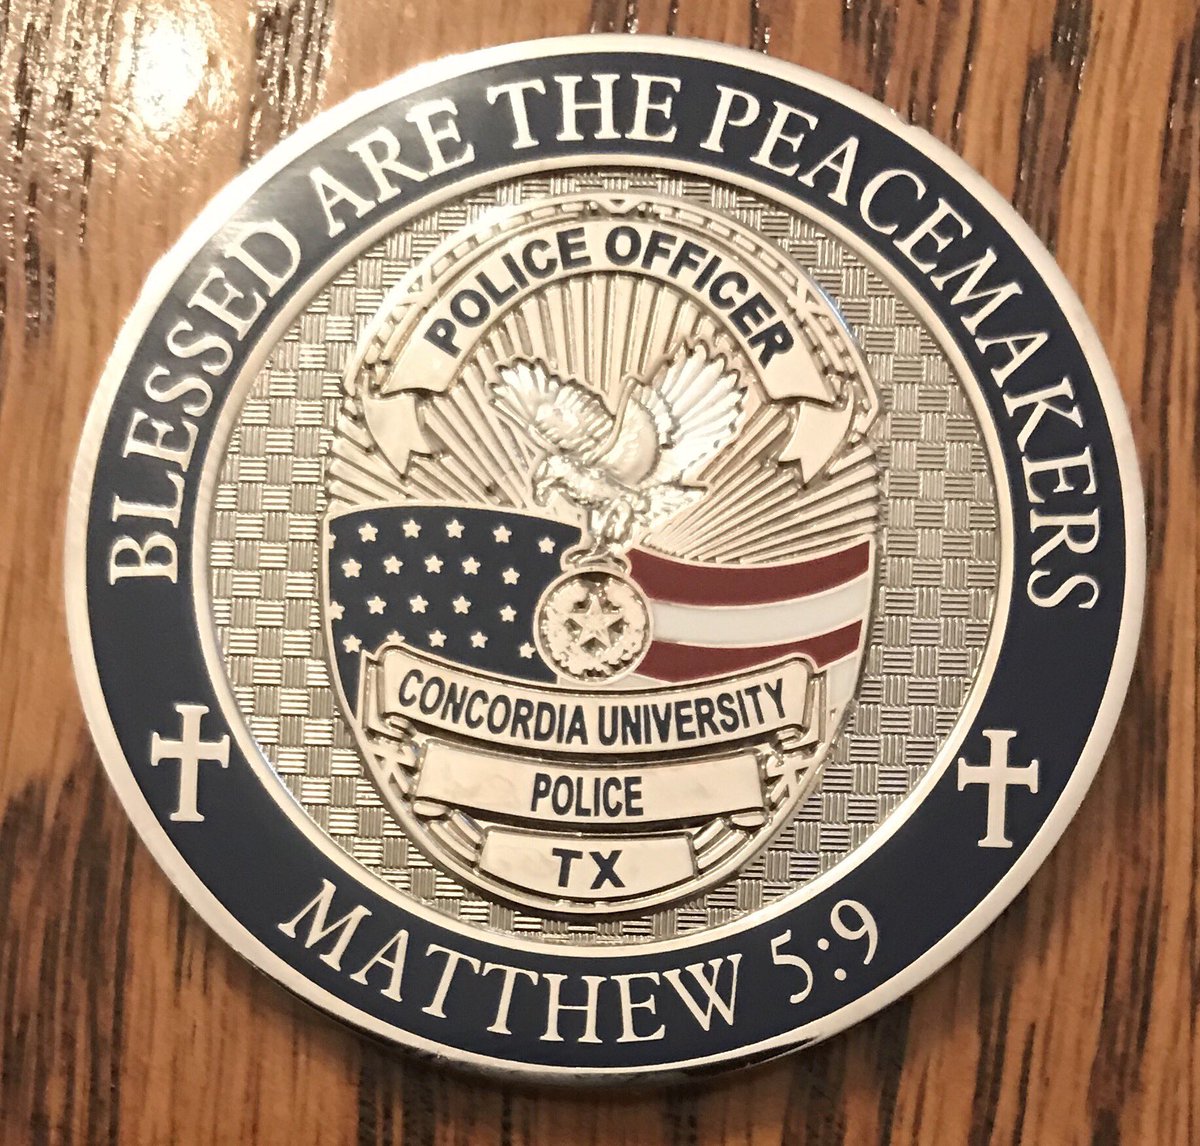 BLESSED ARE THE PEACEMAKERS
POLICE OFFICER
CONCORDIA UNIVERSITY
POLICE
TX
MATTHEW 5:9